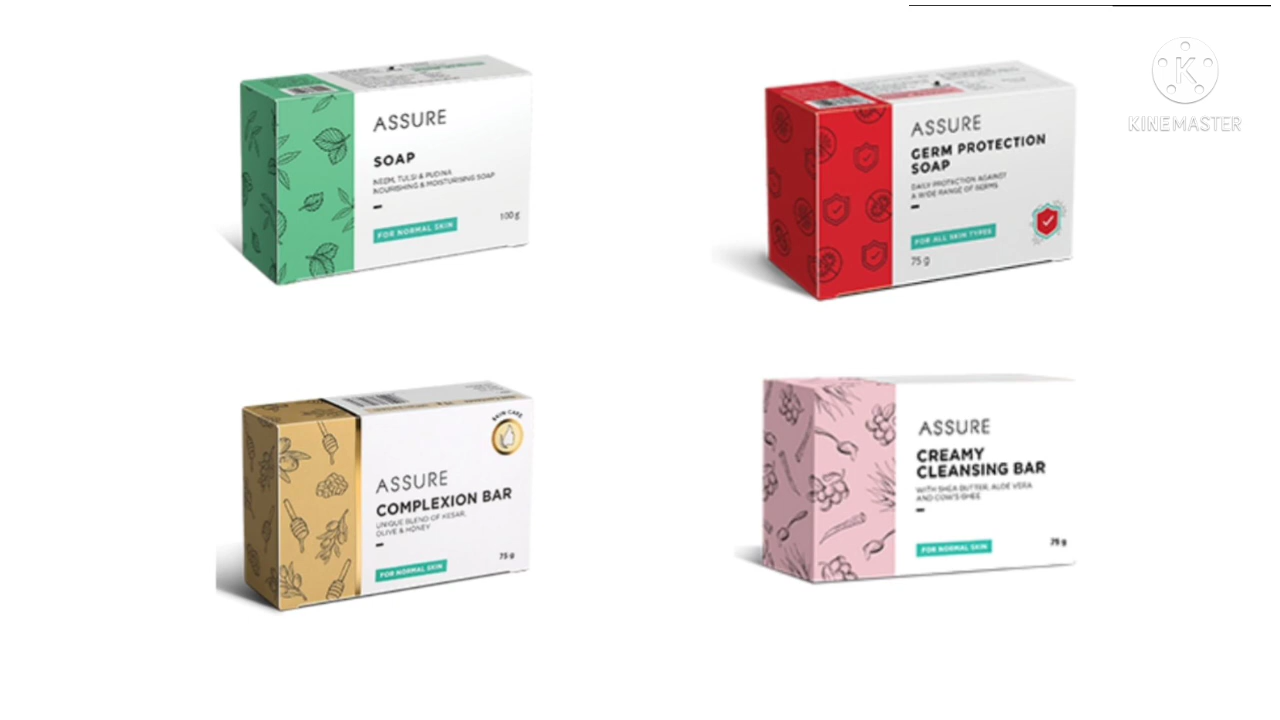 ASSURE
SOAP
NEEM, TULSI & PUDINA
NOURISHING & MOISTURISING SOAP
100 g
FOR NORMAL SKIN
ASSURE
GERM PROTECTION
SOAP
DAILY PROTECTION AGAINST
A WIDE RANGE OF GERMS
FOR ALL SKIN TYPES
75 g
KINEMASTER
SKIN CARE
ASSURE
COMPLEXION BAR
UNIQUE BLEND OF KESAR,
OLIVE & HONEY
75 g
FOR NORMAL SKIN
ASSURE
CREAMY
CLEANSING BAR
WITH SHEA BUTTER, ALOE VERA
AND COW'S GHEE
75 g
FOR NORMAL SKIN